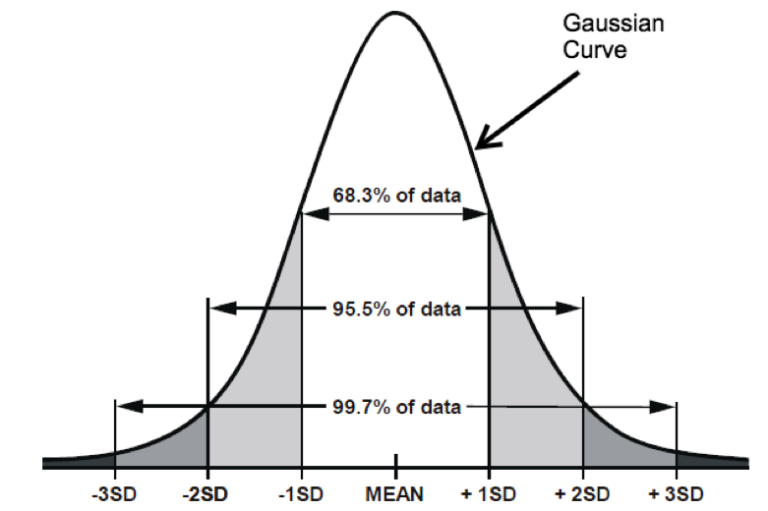 Gaussian
Curve
68.3% of data
95.5% of data
99.7% of data
-3SD -2SD -1SD MEAN + 1SD + 2SD + 3SD